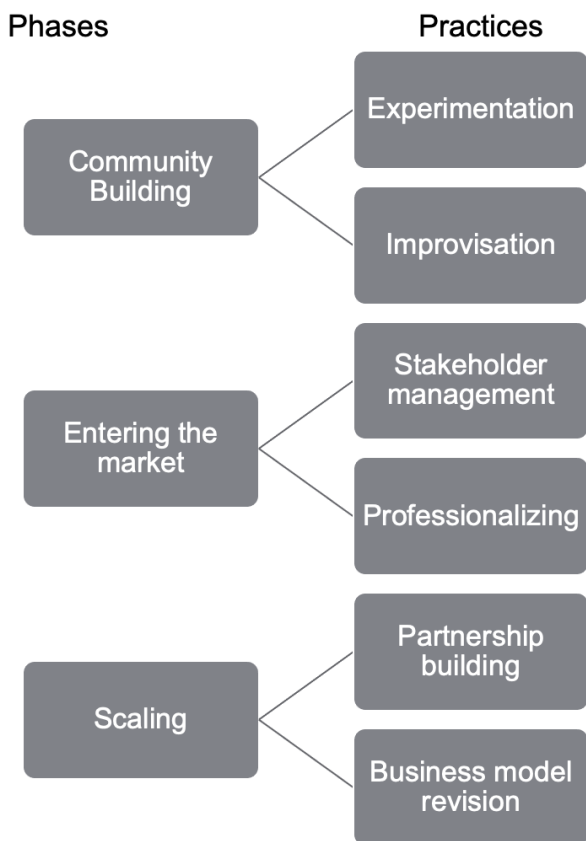 Phases
Practices
Community
Building
Experimentation
Improvisation
Entering the
market
Stakeholder
management
Professionalizing
Scaling
Partnership
building
Business model
revision